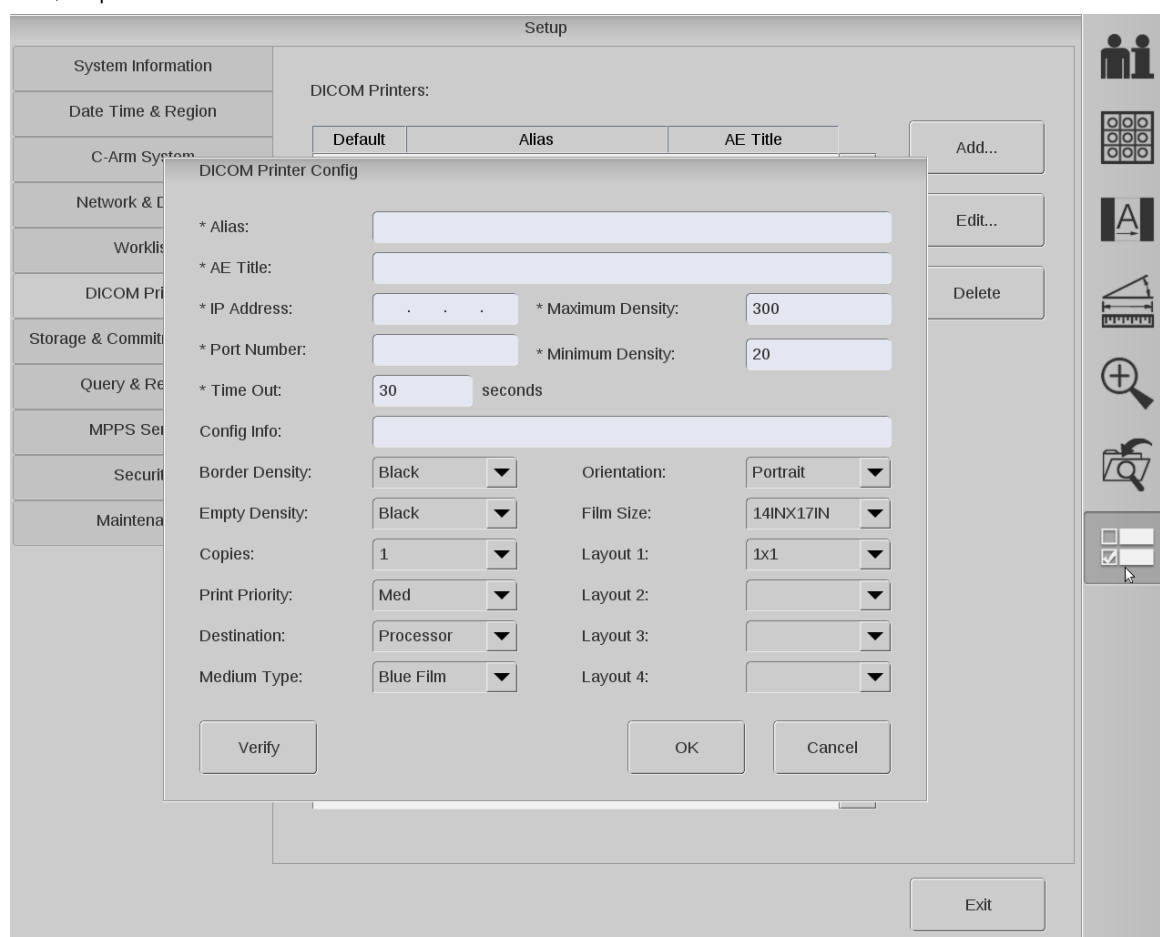 Setup
System Information
Date Time & Region
C-Arm System
Network & D
Worklis
DICOM Pri
Storage & Commit
Query & Re
MPPS Ser
Securit
Maintena
DICOM Printers:
Default Alias AE Title
Add...
Edit...
Delete
DICOM Printer Config
* Alias:
* AE Title:
* IP Address: . . . * Maximum Density: 300
* Port Number: * Minimum Density: 20
* Time Out: 30 seconds
Config Info:
Border Density: Black Orientation: Portrait
Empty Density: Black Film Size: 14INX17IN
Copies: 1 Layout 1: 1x1
Print Priority: Med Layout 2:
Destination: Processor Layout 3:
Medium Type: Blue Film Layout 4:
Verify OK Cancel
Exit
A